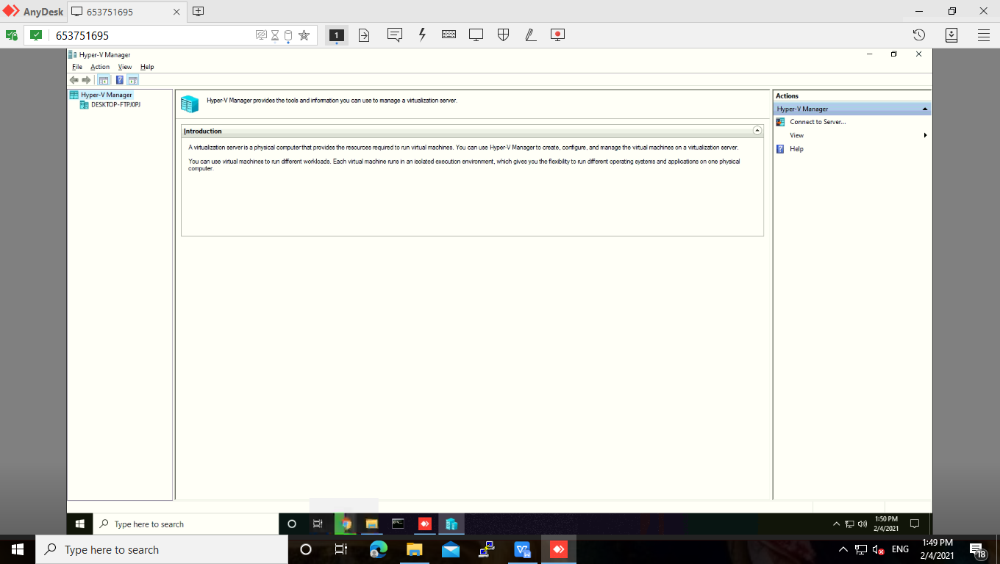 AnyDesk
653751695
653751695
1
Hyper-V Manager
File Action View Help
Hyper-V Manager
DESKTOP-FTPJ0PJ
Hyper-V Manager provides the tools and information you can use to manage a virtualization server.
Introduction
A virtualization server is a physical computer that provides the resources required to run virtual machines. You can use Hyper-V Manager to create, configure, and manage the virtual machines on a virtualization server.
You can use virtual machines to run different workloads. Each virtual machine runs in an isolated execution environment, which gives you the flexibility to run different operating systems and applications on one physical
computer.
Actions
Hyper-V Manager
Connect to Server...
View
Help
Type here to search
1:50 PM
2/4/2021
Type here to search
ENG
1:49 PM
2/4/2021
18